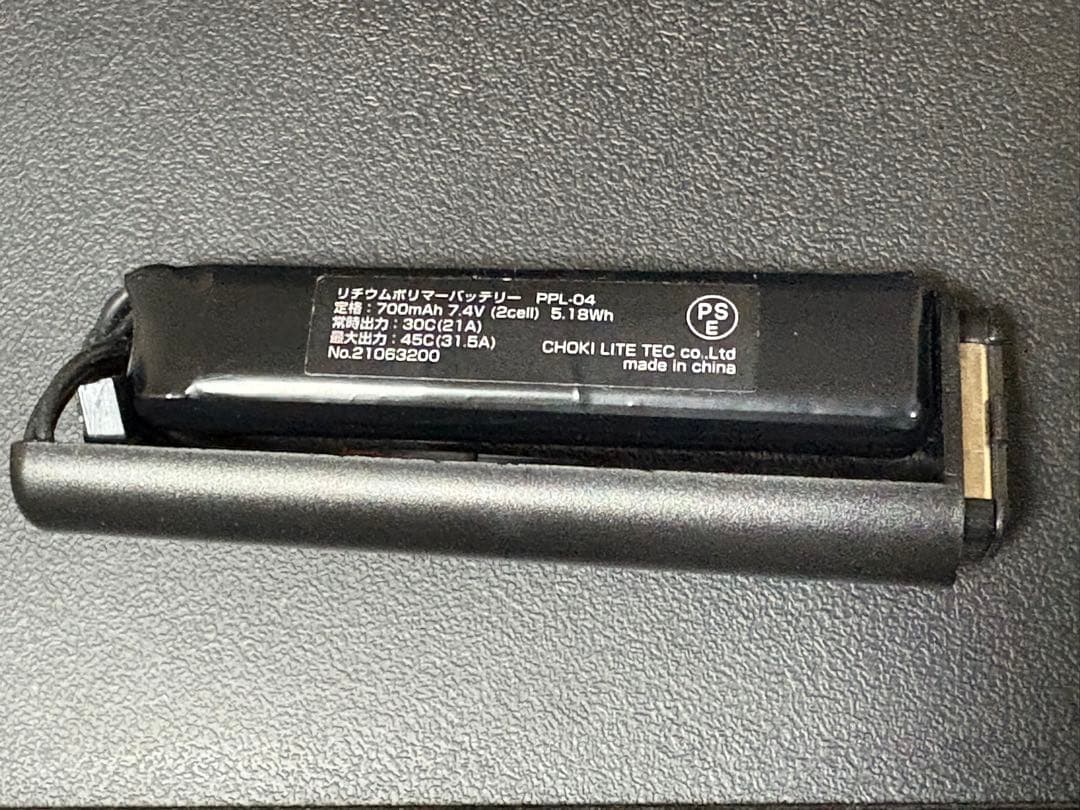 リチウムポリマーバッテリー PPL-04
定格：700mAh 7.4V (2cell) 5.18Wh
常時出力：30C(21A)
最大出力：45C(31.5A)
No.21063200
PS
E
CHOKI LITE TEC co.,Ltd
made in china